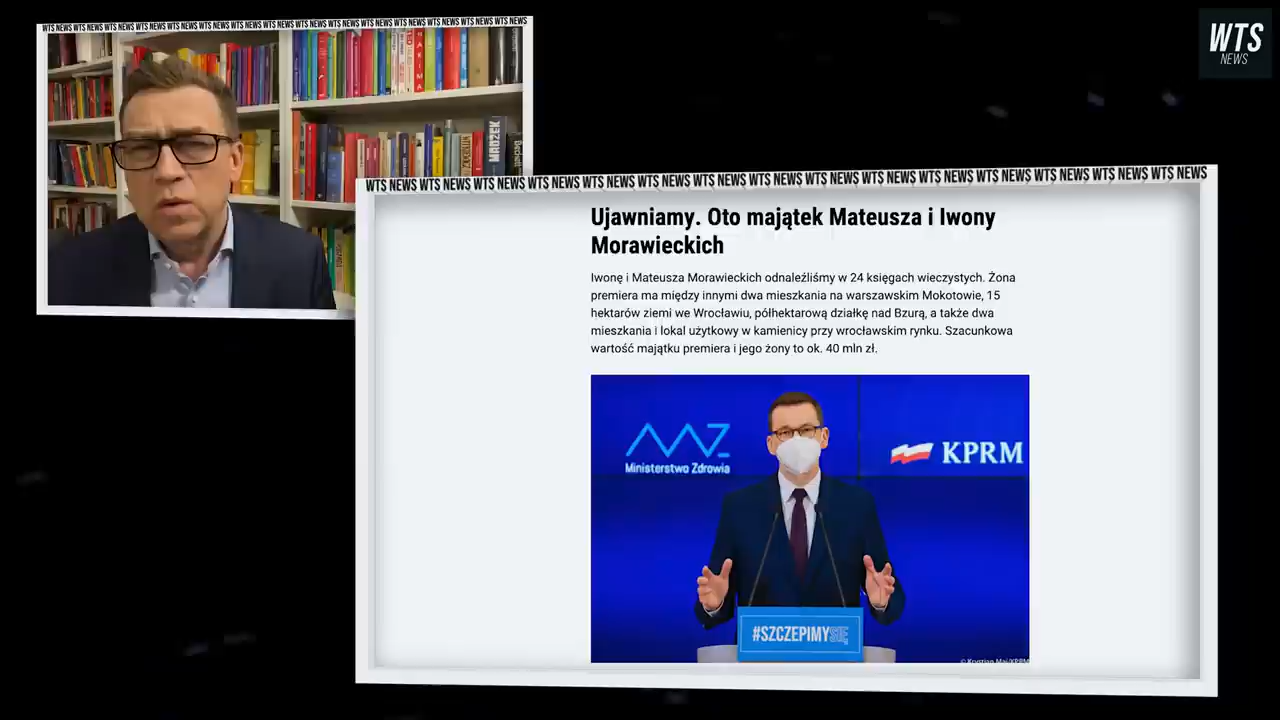 WTS NEWS WTS NEWS WTS NEWS WTS NEWS WTS NEWS WTS NEWS WTS NEWS WTS NEWS WTS NEWS WTS NEWS WTS NEWS WTS NEWS WTS NEWS WTS NEWS WTS NEWS WTS NEWS
WTS
NEWS
MROŻEK
WTS NEWS WTS NEWS WTS NEWS WTS NEWS WTS NEWS WTS NEWS WTS NEWS WTS NEWS WTS NEWS WTS NEWS WTS NEWS WTS NEWS WTS NEWS WTS NEWS WTS NEWS WTS NEWS
Ujawniamy. Oto majątek Mateusza i Iwony
Morawieckich
Iwonę i Mateusza Morawieckich odnaleźliśmy w 24 księgach wieczystych. Żona
premiera ma między innymi dwa mieszkania na warszawskim Mokotowie, 15
hektarów ziemi we Wrocławiu, półhektarową działkę nad Bzurą, a także dwa
mieszkania i lokal użytkowy w kamienicy przy wrocławskim rynku. Szacunkowa
wartość majątku premiera i jego żony to ok. 40 mln zł.
Ministerstwo Zdrowia
KPRM
#SZCZEPIMYSIĘ